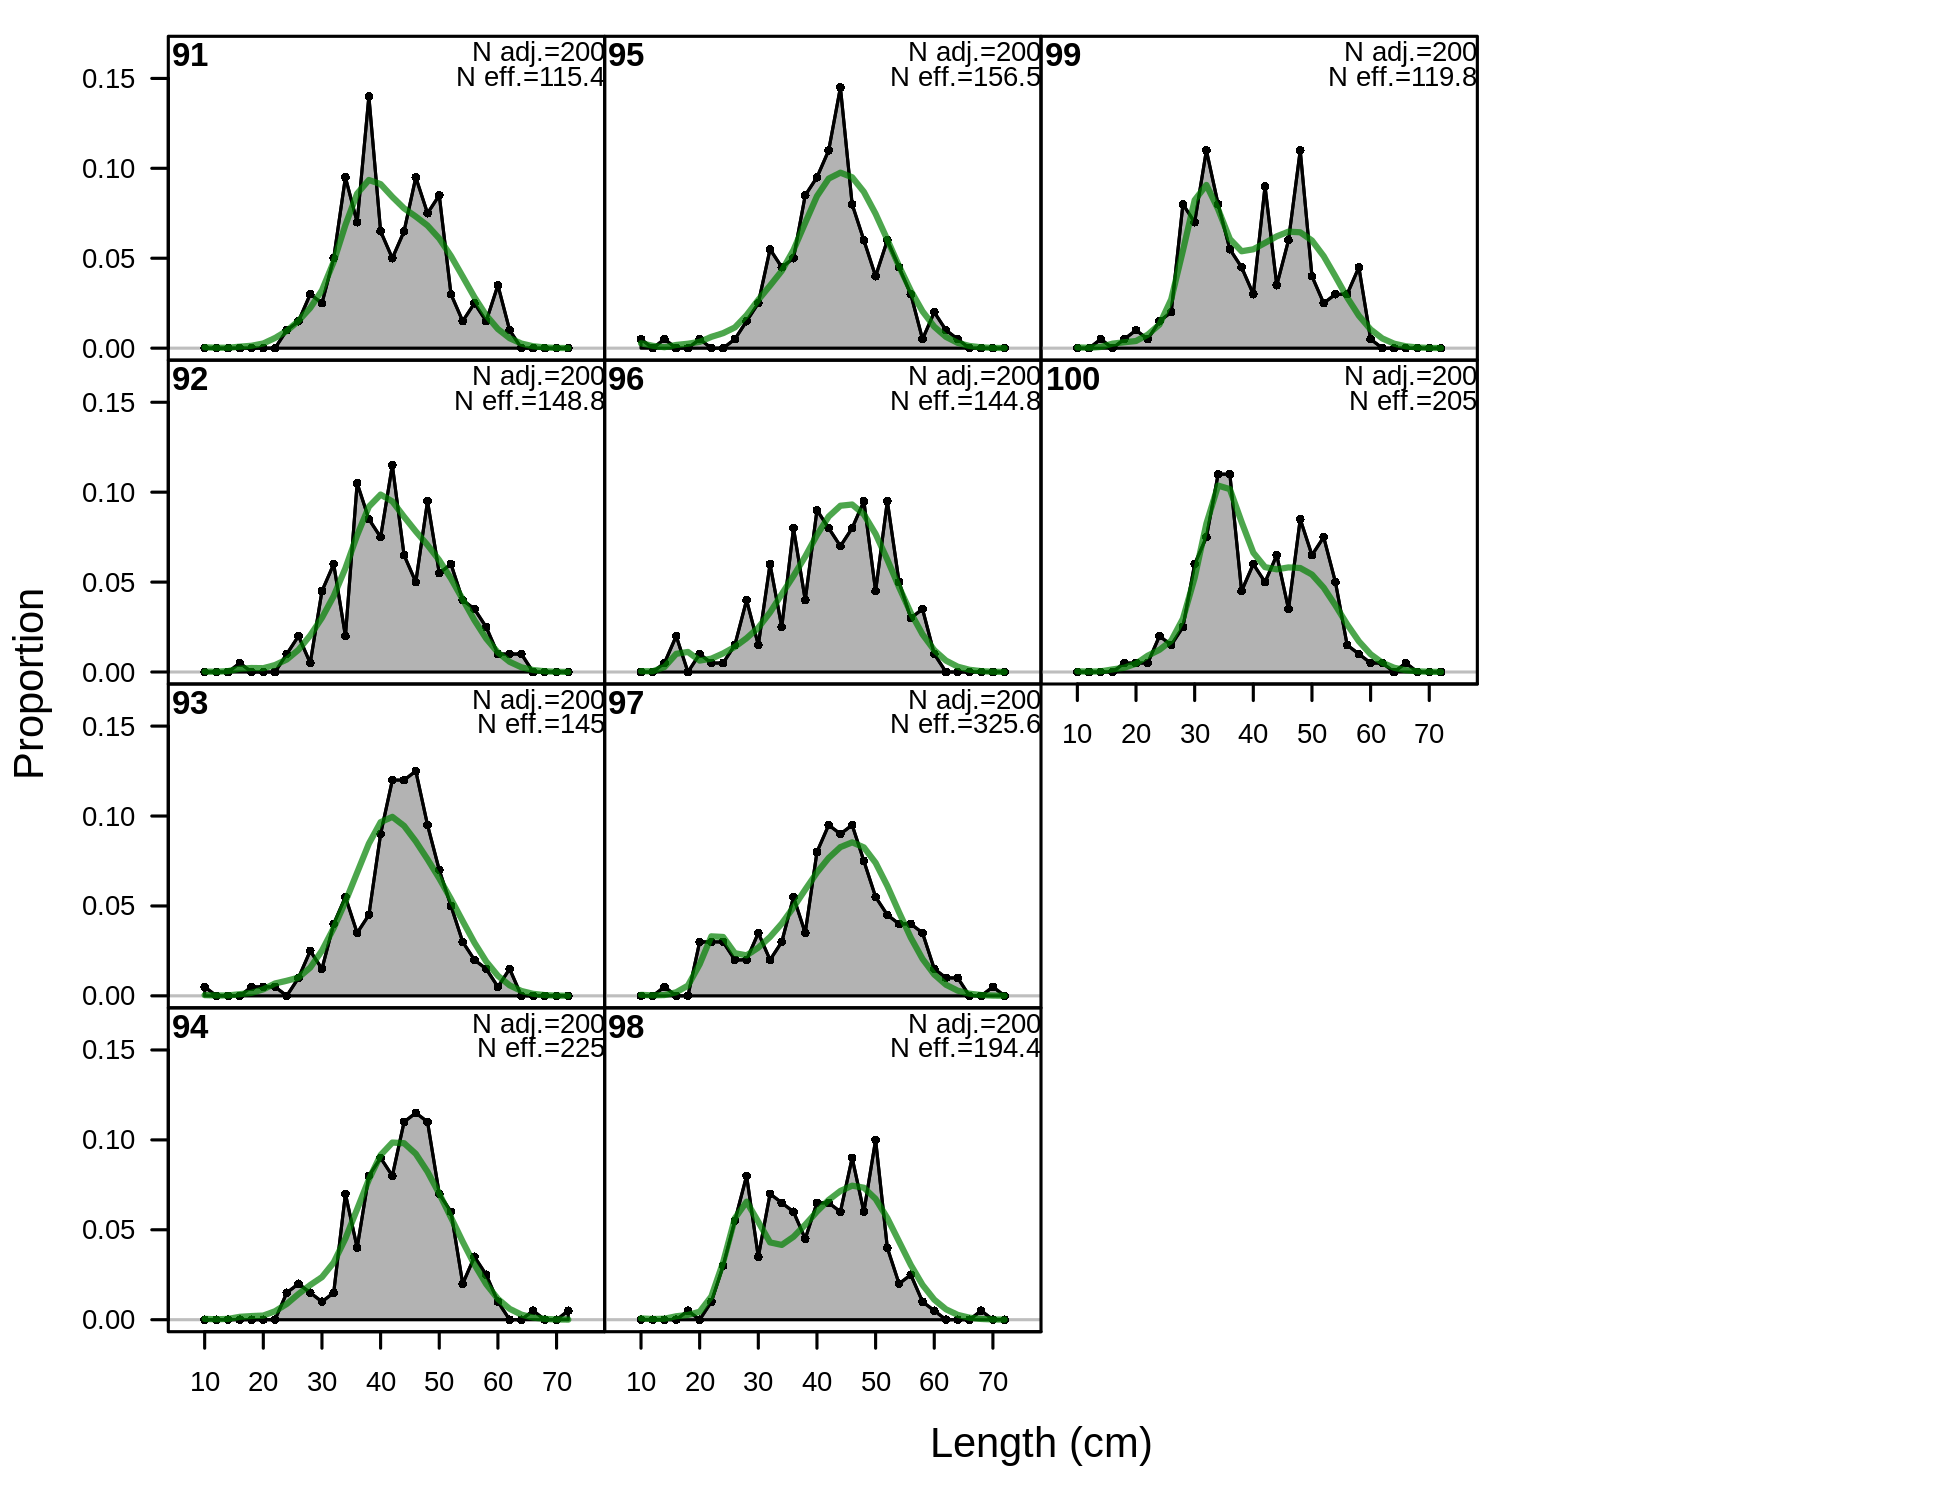 91
N adj.=200
N eff.=115.4
95
N adj.=200
N eff.=156.5
99
N adj.=200
N eff.=119.8
0.15
0.10
0.05
0.00
92
N adj.=200
N eff.=148.8
96
N adj.=200
N eff.=144.8
100
N adj.=200
N eff.=205
0.15
0.10
0.05
0.00
93
N adj.=200
N eff.=145
97
N adj.=200
N eff.=325.6
10 20 30 40 50 60 70
0.15
0.10
0.05
0.00
94
N adj.=200
N eff.=225
98
N adj.=200
N eff.=194.4
0.15
0.10
0.05
0.00
10 20 30 40 50 60 70
10 20 30 40 50 60 70
Proportion
Length (cm)